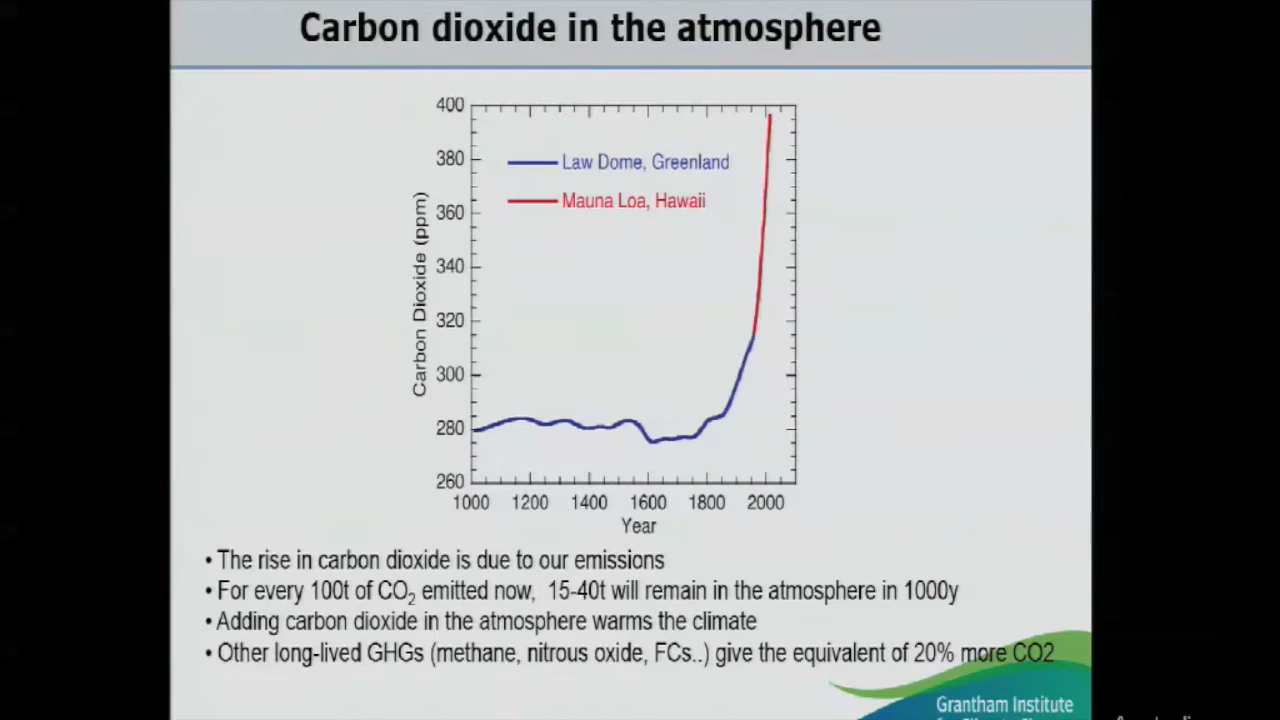 Carbon dioxide in the atmosphere
400
380
360
340
320
300
280
260
Carbon Dioxide (ppm)
Law Dome, Greenland
Mauna Loa, Hawaii
1000 1200 1400 1600 1800 2000
Year
• The rise in carbon dioxide is due to our emissions
• For every 100t of CO₂ emitted now, 15-40t will remain in the atmosphere in 1000y
• Adding carbon dioxide in the atmosphere warms the climate
• Other long-lived GHGs (methane, nitrous oxide, FCs..) give the equivalent of 20% more CO2
Grantham Institute